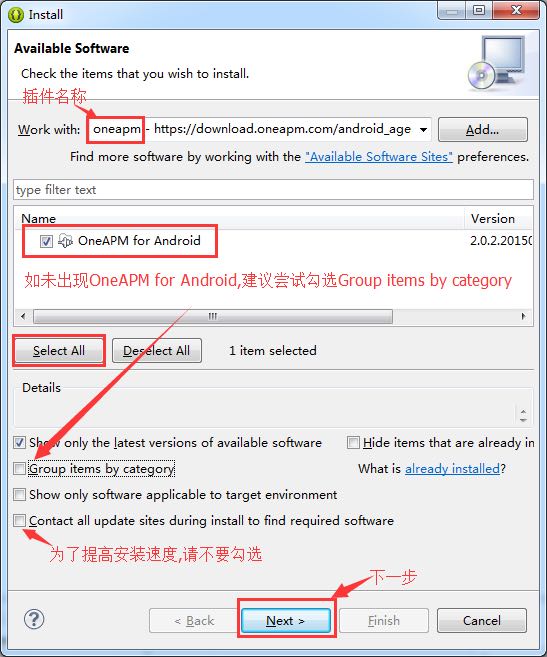 Install
Available Software
Check the items that you wish to install.
插件名称
Work with: oneapm - https://download.oneapm.com/android_age Add...
Find more software by working with the "Available Software Sites" preferences.
type filter text
Name Version
OneAPM for Android 2.0.2.20150
如未出现OneAPM for Android,建议尝试勾选Group items by category
Select All Deselect All 1 item selected
Details
Show only the latest versions of available software Hide items that are already in
Group items by category What is already installed?
Show only software applicable to target environment
Contact all update sites during install to find required software
为了提高安装速度,请不要勾选
下一步
? < Back Next > Finish Cancel